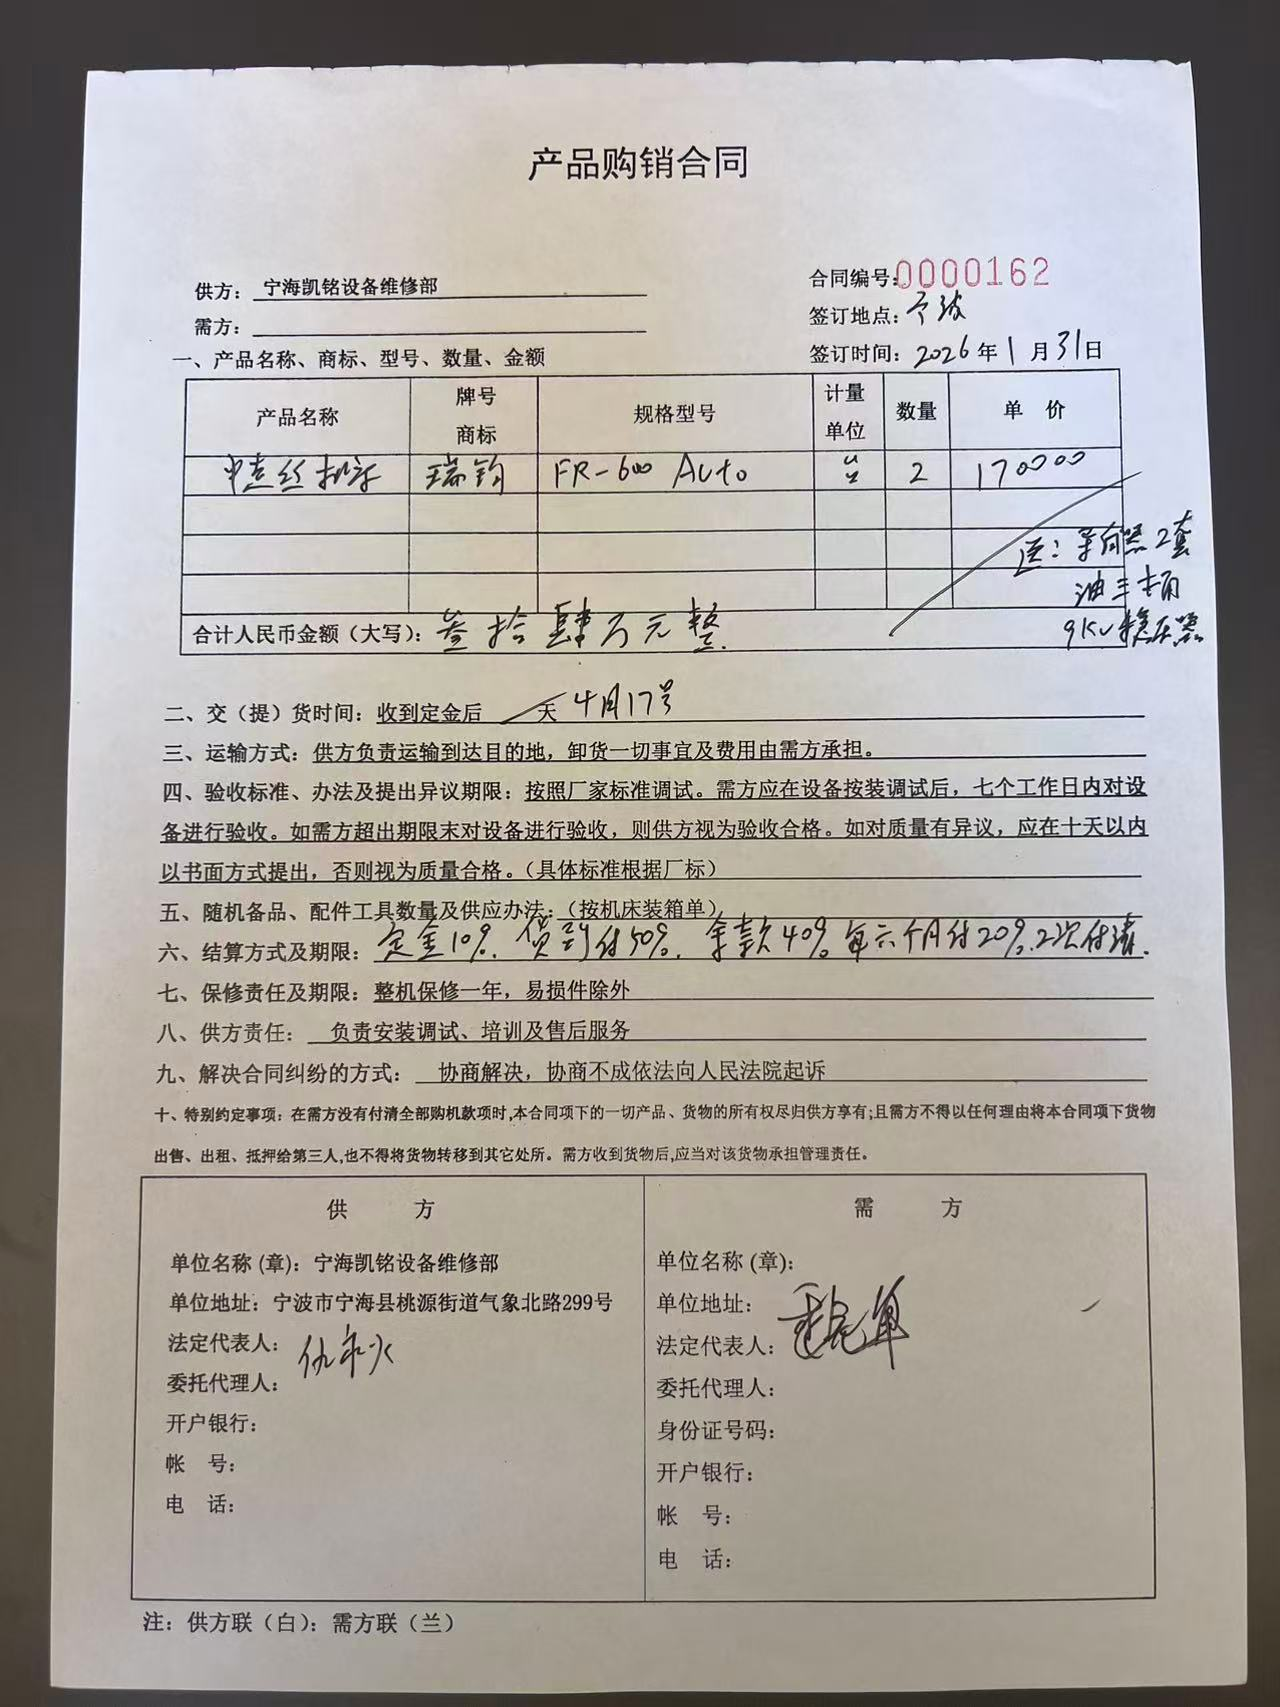 产品购销合同
供方：宁海凯铭设备维修部
合同编号：0000162
需方：
签订地点：宁波
签订时间：2026年1月31日
一、产品名称、商标、型号、数量、金额
产品名称 牌号商标 规格型号 计量单位 数量 单价
中走丝机床 瑞钧 FR-600 Auto 台 2 170000
送：导向器2套
油三桶
9KV稳压器
合计人民币金额（大写）：叁拾肆万元整
二、交（提）货时间：收到定金后 天 4月17号
三、运输方式：供方负责运输到达目的地，卸货一切事宜及费用由需方承担。
四、验收标准、办法及提出异议期限：按照厂家标准调试。需方应在设备按装调试后，七个工作日内对设
备进行验收。如需方超出期限末对设备进行验收，则供方视为验收合格。如对质量有异议，应在十天以内
以书面方式提出，否则视为质量合格。（具体标准根据厂标）
五、随机备品、配件工具数量及供应办法：（按机床装箱单）
六、结算方式及期限：定金10%. 货到付50%. 余款40% 每六个月付20%.2次付清.
七、保修责任及期限：整机保修一年，易损件除外
八、供方责任： 负责安装调试、培训及售后服务
九、解决合同纠纷的方式： 协商解决，协商不成依法向人民法院起诉
十、特别约定事项：在需方没有付清全部购机款项时，本合同项下的一切产品、货物的所有权尽归供方享有；且需方不得以任何理由将本合同项下货物
出售、出租、抵押给第三人，也不得将货物转移到其它处所。需方收到货物后，应当对该货物承担管理责任。
供 方
单位名称（章）：宁海凯铭设备维修部
单位地址：宁波市宁海县桃源街道气象北路299号
法定代表人：
委托代理人：
开户银行：
帐 号：
电 话：
需 方
单位名称（章）：
单位地址：
法定代表人：
委托代理人：
身份证号码：
开户银行：
帐 号：
电 话：
注：供方联（白）：需方联（兰）